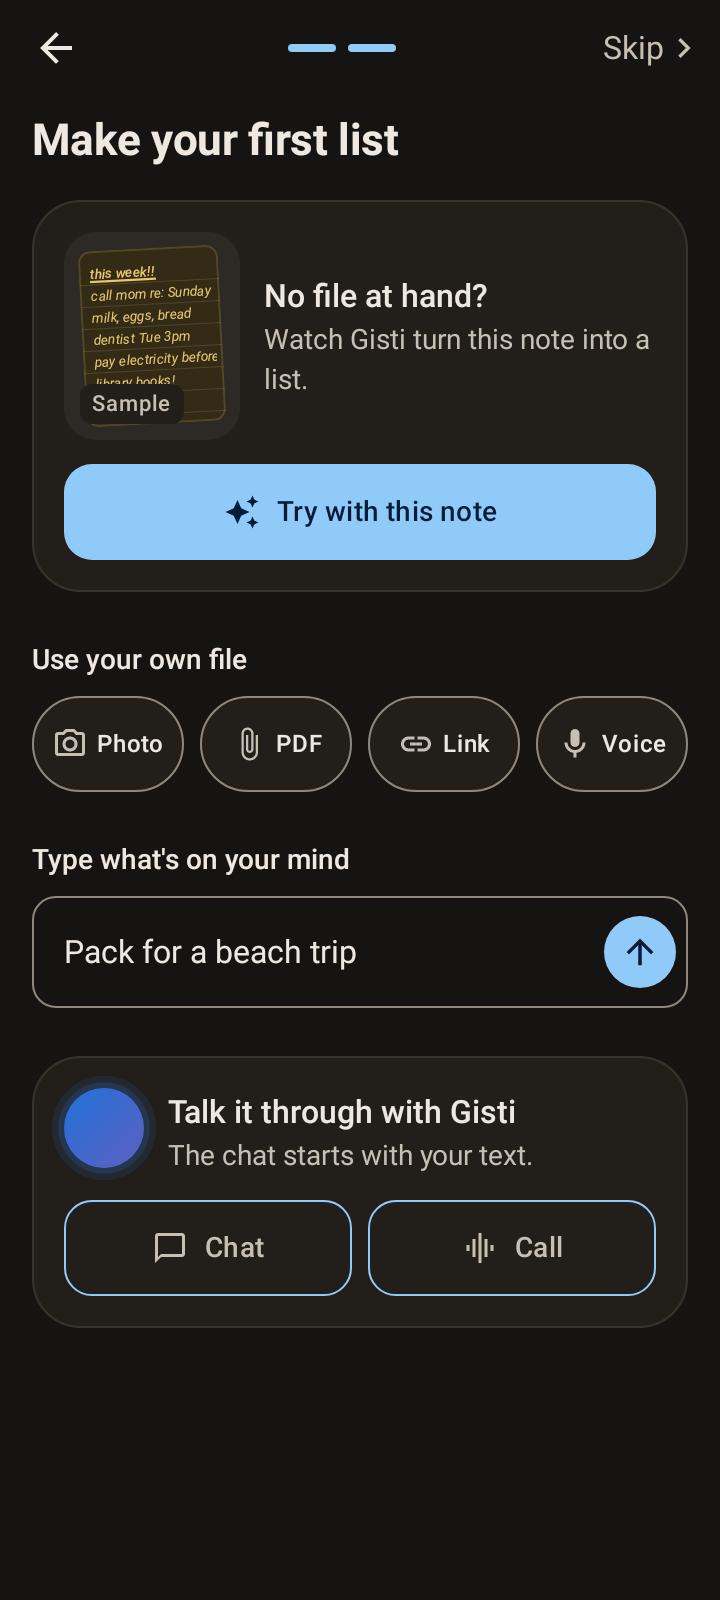 Skip
Make your first list
this week!!
call mom re: Sunday
milk, eggs, bread
dentist Tue 3pm
pay electricity before
library books!
Sample
No file at hand?
Watch Gisti turn this note into a
list.
Try with this note
Use your own file
Photo
PDF
Link
Voice
Type what's on your mind
Pack for a beach trip
Talk it through with Gisti
The chat starts with your text.
Chat
Call